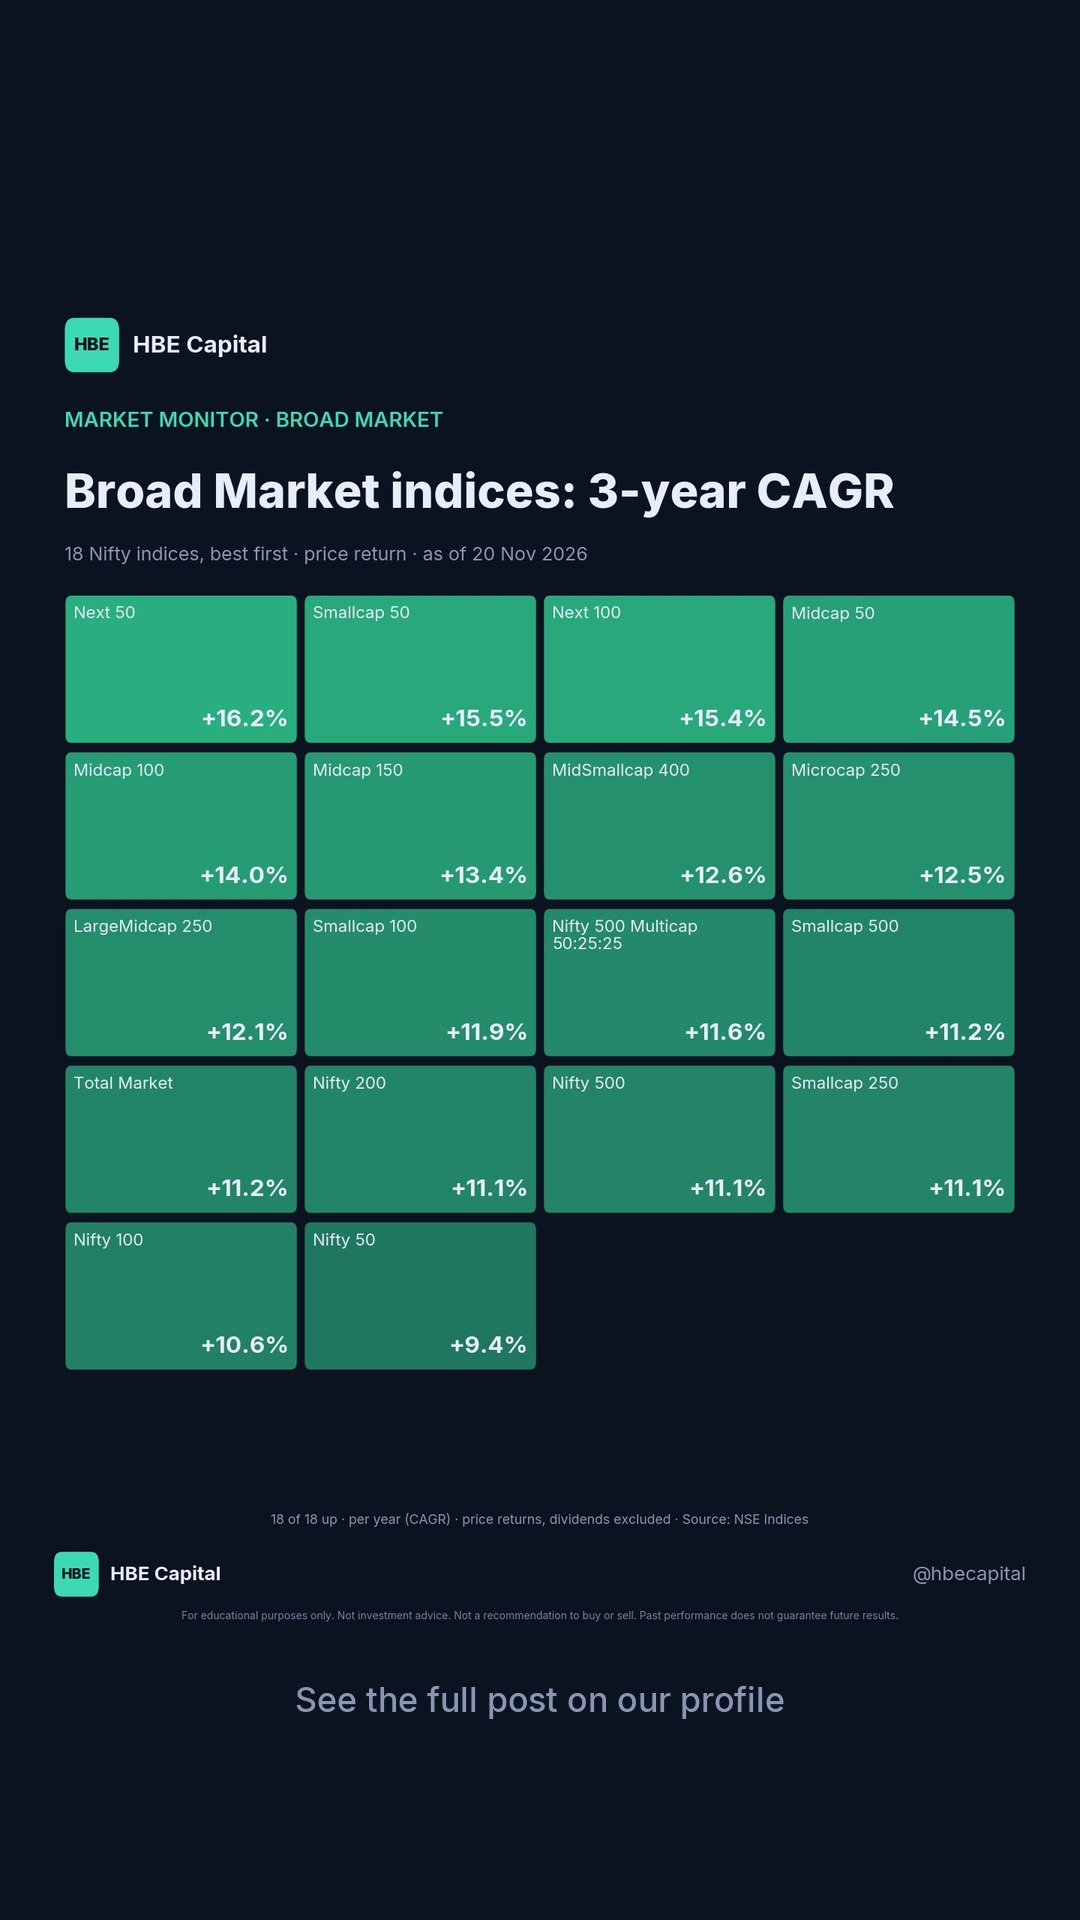 HBE HBE Capital
MARKET MONITOR · BROAD MARKET
Broad Market indices: 3-year CAGR
18 Nifty indices, best first · price return · as of 20 Nov 2026
Next 50
+16.2%
Smallcap 50
+15.5%
Next 100
+15.4%
Midcap 50
+14.5%
Midcap 100
+14.0%
Midcap 150
+13.4%
MidSmallcap 400
+12.6%
Microcap 250
+12.5%
LargeMidcap 250
+12.1%
Smallcap 100
+11.9%
Nifty 500 Multicap
50:25:25
+11.6%
Smallcap 500
+11.2%
Total Market
+11.2%
Nifty 200
+11.1%
Nifty 500
+11.1%
Smallcap 250
+11.1%
Nifty 100
+10.6%
Nifty 50
+9.4%
18 of 18 up · per year (CAGR) · price returns, dividends excluded · Source: NSE Indices
HBE HBE Capital
@hbecapital
For educational purposes only. Not investment advice. Not a recommendation to buy or sell. Past performance does not guarantee future results.
See the full post on our profile